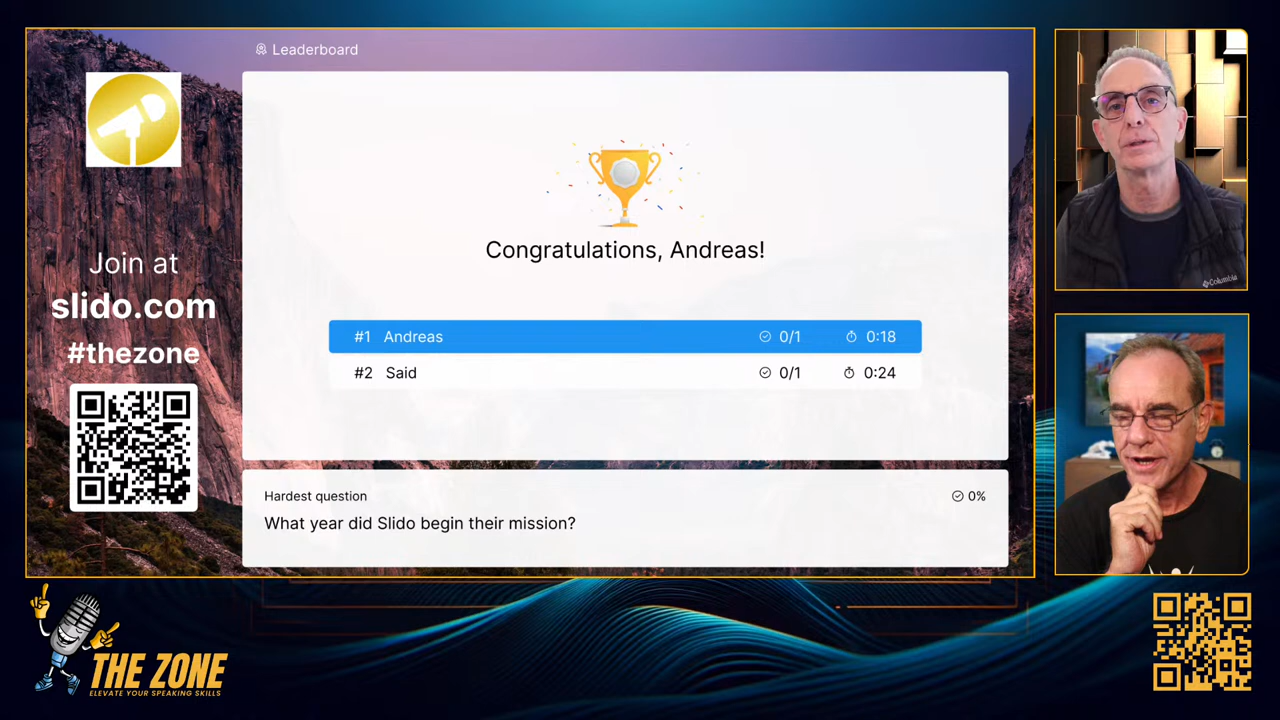 Leaderboard
Join at
slido.com
#thezone
Congratulations, Andreas!
#1 Andreas 0/1 0:18
#2 Said 0/1 0:24
Hardest question 0%
What year did Slido begin their mission?
Columbia
THE ZONE
ELEVATE YOUR SPEAKING SKILLS